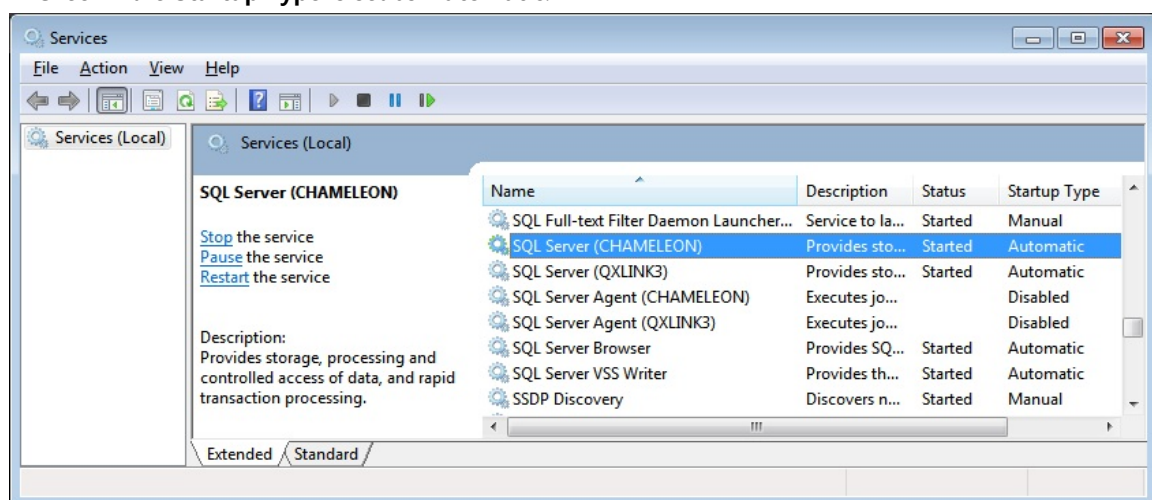 Services
File Action View Help
Services (Local)
Services (Local)
SQL Server (CHAMELEON)
Stop the service
Pause the service
Restart the service
Description:
Provides storage, processing and
controlled access of data, and rapid
transaction processing.
Name Description Status Startup Type
SQL Full-text Filter Daemon Launcher... Service to la... Started Manual
SQL Server (CHAMELEON) Provides sto... Started Automatic
SQL Server (QXLINK3) Provides sto... Started Automatic
SQL Server Agent (CHAMELEON) Executes jo... Disabled
SQL Server Agent (QXLINK3) Executes jo... Disabled
SQL Server Browser Provides SQ... Started Automatic
SQL Server VSS Writer Provides th... Started Automatic
SSDP Discovery Discovers n... Started Manual
Extended Standard